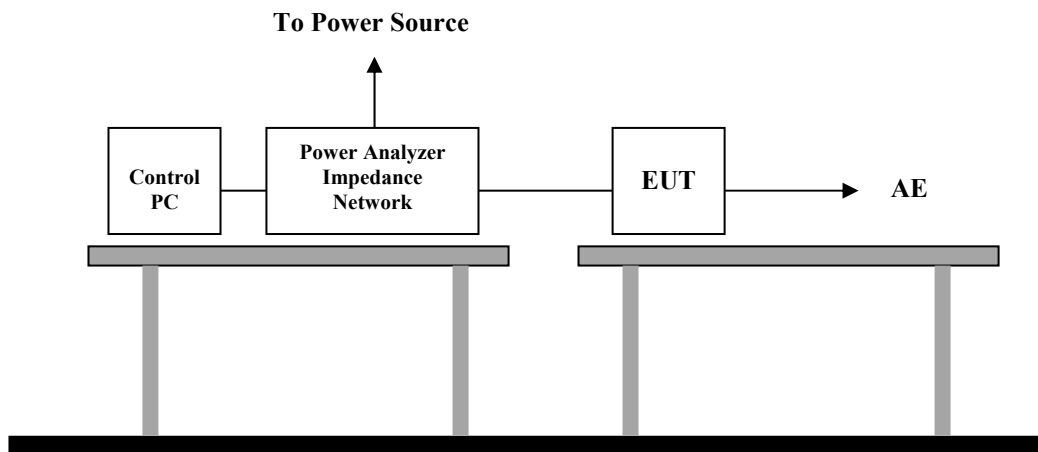 To Power Source
Control
PC
Power Analyzer
Impedance
Network
EUT
AE